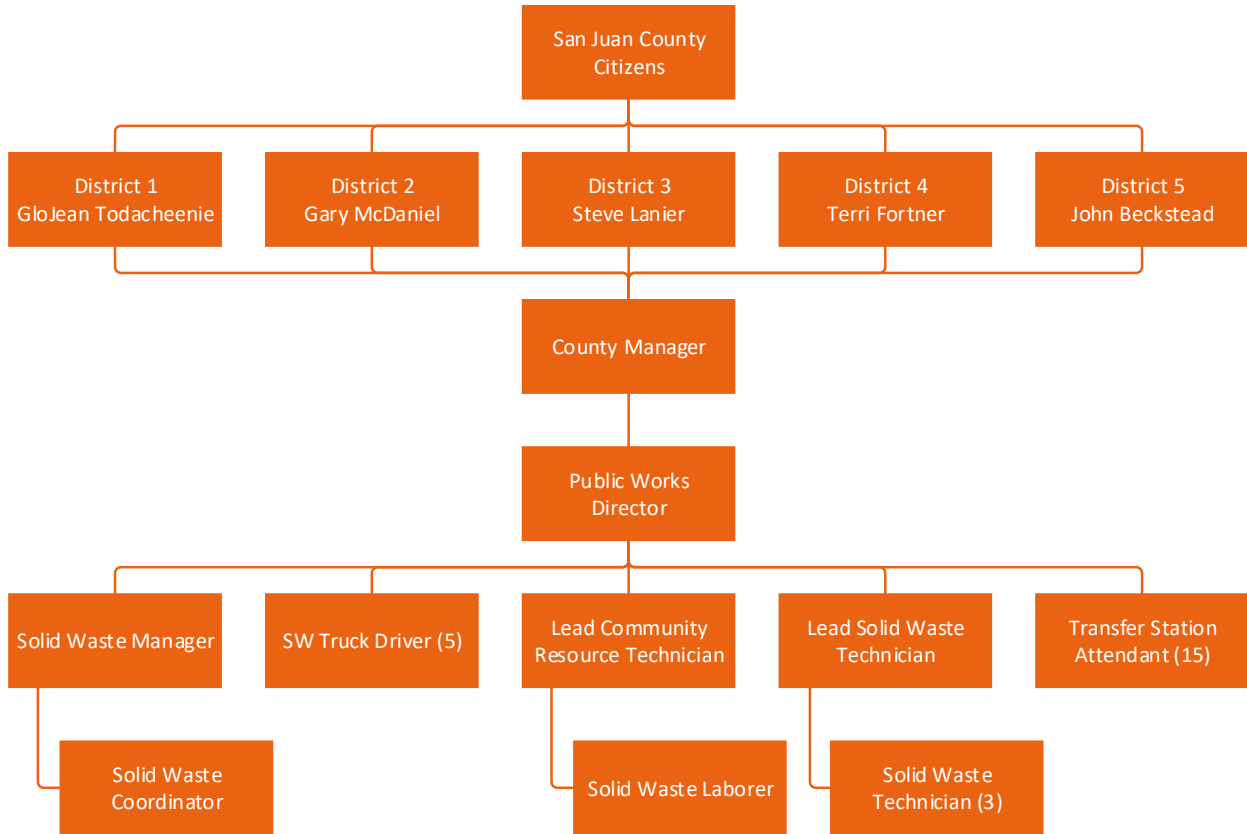 San Juan County
Citizens
District 1
GloJean Todacheenie
District 2
Gary McDaniel
District 3
Steve Lanier
District 4
Terri Fortner
District 5
John Beckstead
County Manager
Public Works
Director
Solid Waste Manager
SW Truck Driver (5)
Lead Community
Resource Technician
Lead Solid Waste
Technician
Transfer Station
Attendant (15)
Solid Waste
Coordinator
Solid Waste Laborer
Solid Waste
Technician (3)